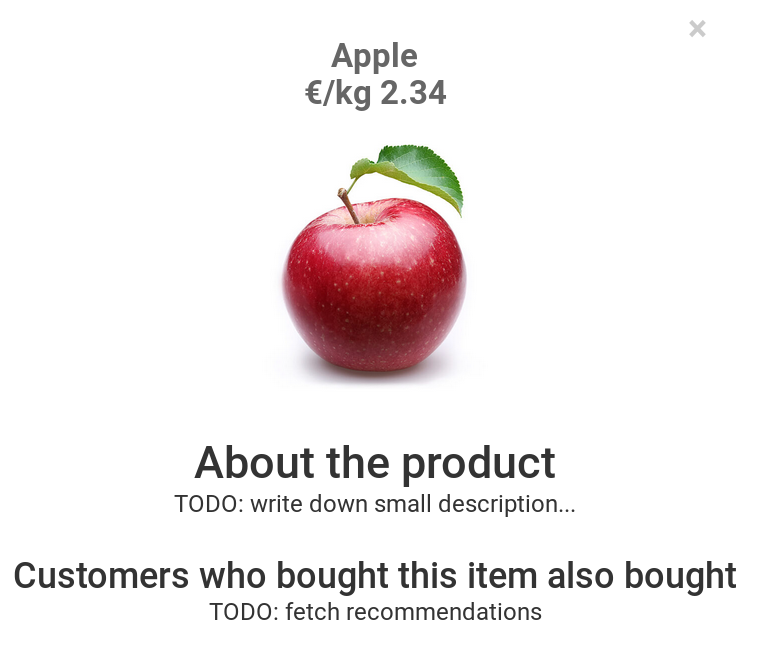 ×
Apple
€/kg 2.34
About the product
TODO: write down small description...
Customers who bought this item also bought
TODO: fetch recommendations